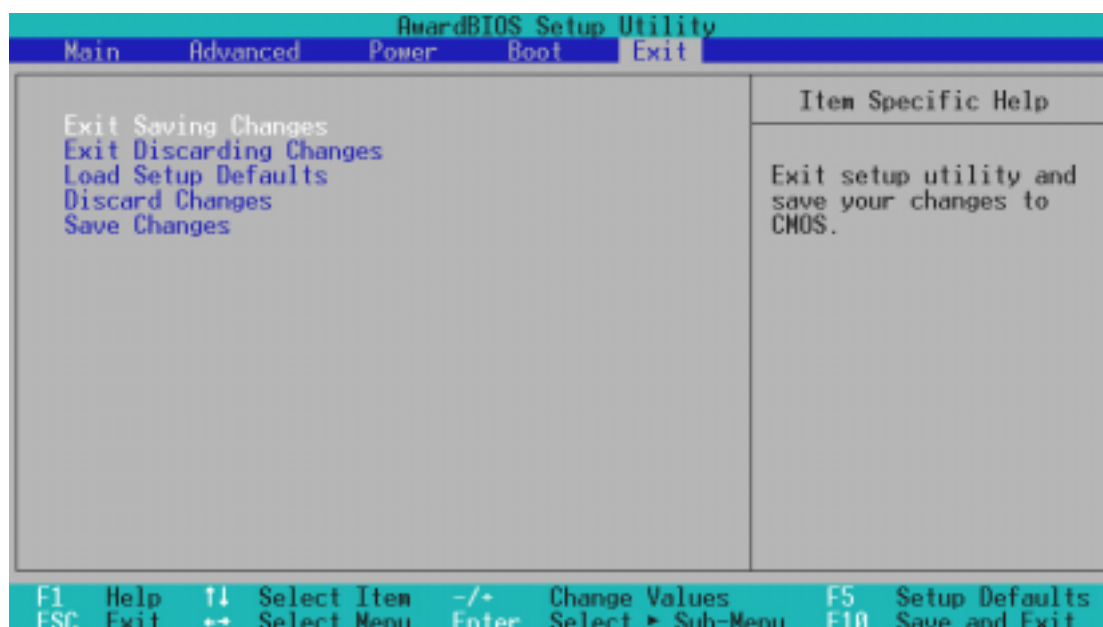 AwardBIOS Setup Utility
Main Advanced Power Boot Exit
Item Specific Help
Exit Saving Changes
Exit Discarding Changes
Load Setup Defaults
Discard Changes
Save Changes
Exit setup utility and
save your changes to
CMOS.
F1 Help ↑↓ Select Item -/+ Change Values F5 Setup Defaults
ESC Exit ←→ Select Menu Enter Select ► Sub-Menu F10 Save and Exit